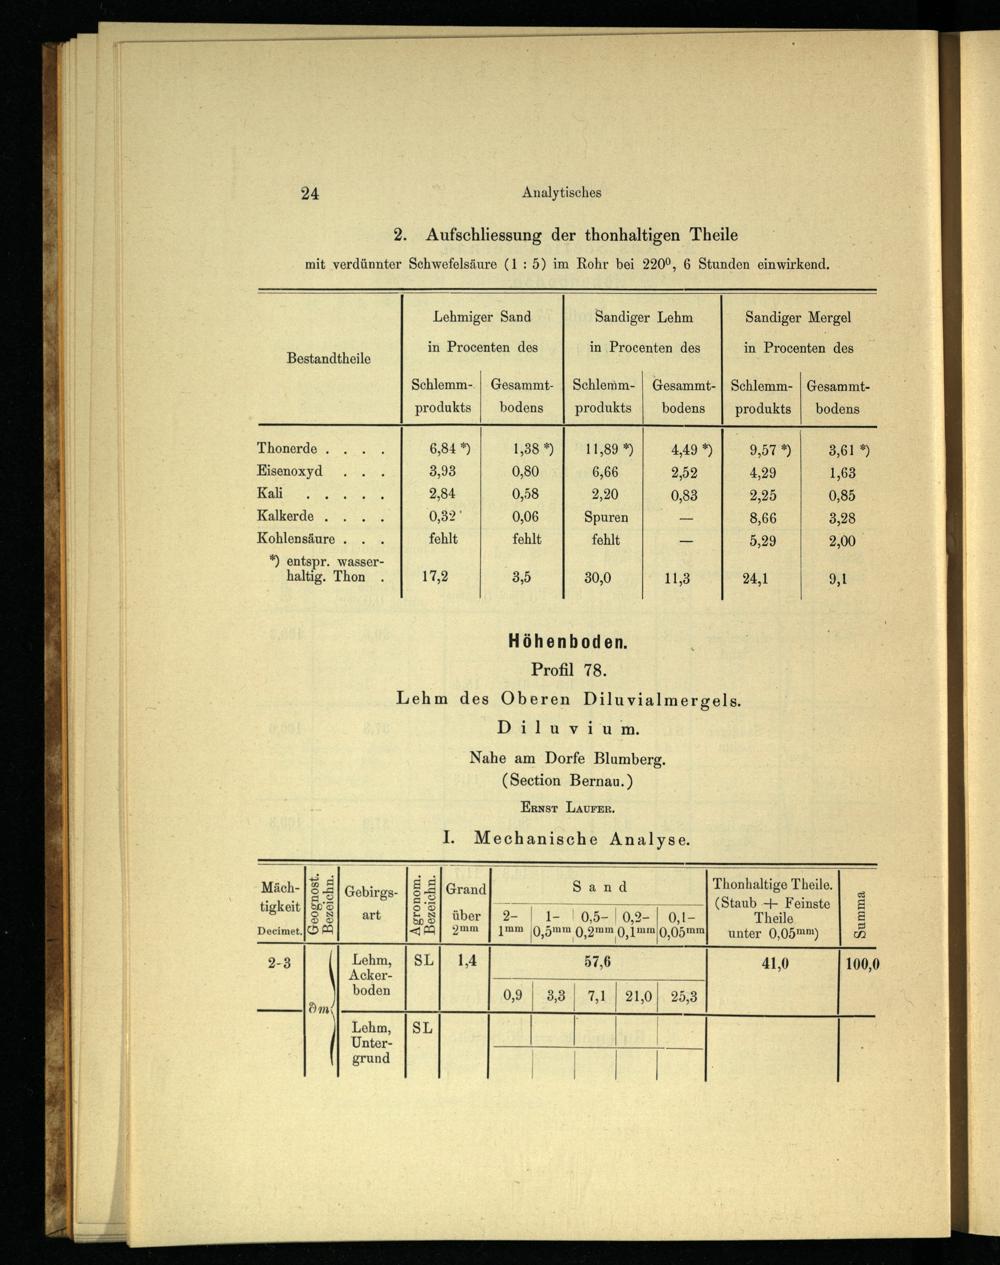 24 Analytisches
2. Aufschliessung der thonhaltigen Theile
mit verdünnter Schwefelsäure (1 : 5) im Rohr bei 220⁰, 6 Stunden einwirkend.
Bestandtheile
Lehmiger Sand Sandiger Lehm Sandiger Mergel
in Procenten des in Procenten des in Procenten des
Schlemm- Gesammt- Schlemm- Gesammt- Schlemm- Gesammt-
produkts bodens produkts bodens produkts bodens
Thonerde . . . . 6,84 *) 1,38 *) 11,89 *) 4,49 *) 9,57 *) 3,61 *)
Eisenoxyd . . . 3,93 0,80 6,66 2,52 4,29 1,63
Kali . . . . . 2,84 0,58 2,20 0,83 2,25 0,85
Kalkerde . . . . 0,32 0,06 Spuren — 8,66 3,28
Kohlensäure . . . fehlt fehlt fehlt — 5,29 2,00
*) entspr. wasser-
haltig. Thon . 17,2 3,5 30,0 11,3 24,1 9,1
Höhenboden.
Profil 78.
Lehm des Oberen Diluvialmergels.
Diluvium.
Nahe am Dorfe Blumberg.
(Section Bernau.)
Ernst Laufer.
I. Mechanische Analyse.
Mäch-
tigkeit
Decimet.
Geognost.
Bezeichn.
Gebirgs-
art
Agronom.
Bezeichn.
Grand
über
2mm
Sand
2- 1- 0,5- 0,2- 0,1-
1mm 0,5mm 0,2mm 0,1mm 0,05mm
Thonhaltige Theile.
(Staub + Feinste
Theile
unter 0,05mm)
Summa
2-3 Lehm, SL 1,4 57,6 41,0 100,0
Acker-
boden 0,9 3,3 7,1 21,0 25,3
∂m
Lehm, SL
Unter-
grund